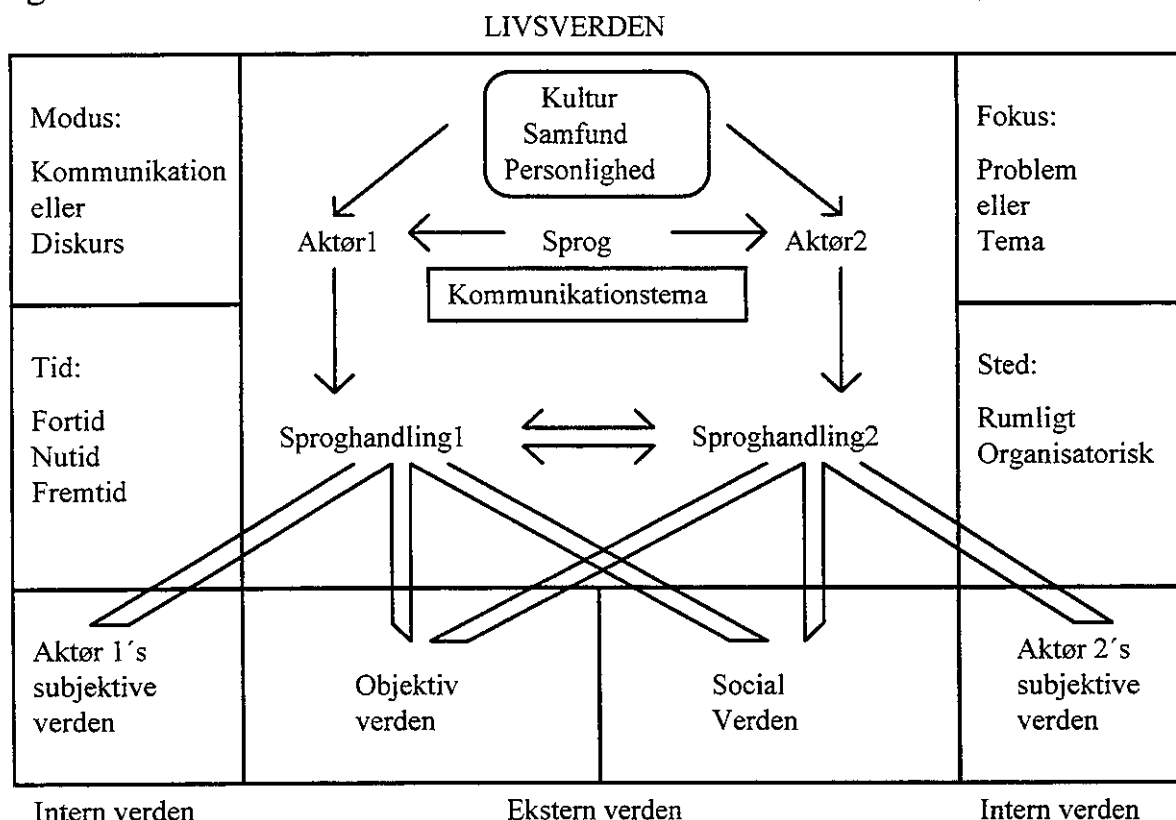 LIVSVERDEN
Modus:
Kommunikation
eller
Diskurs
Kultur
Samfund
Personlighed
Fokus:
Problem
eller
Tema
Aktør1
Sprog
Aktør2
Kommunikationstema
Tid:
Fortid
Nutid
Fremtid
Sproghandling1
Sproghandling2
Sted:
Rumligt
Organisatorisk
Aktør 1´s
subjektive
verden
Objektiv
verden
Social
Verden
Aktør 2´s
subjektive
verden
Intern verden
Ekstern verden
Intern verden